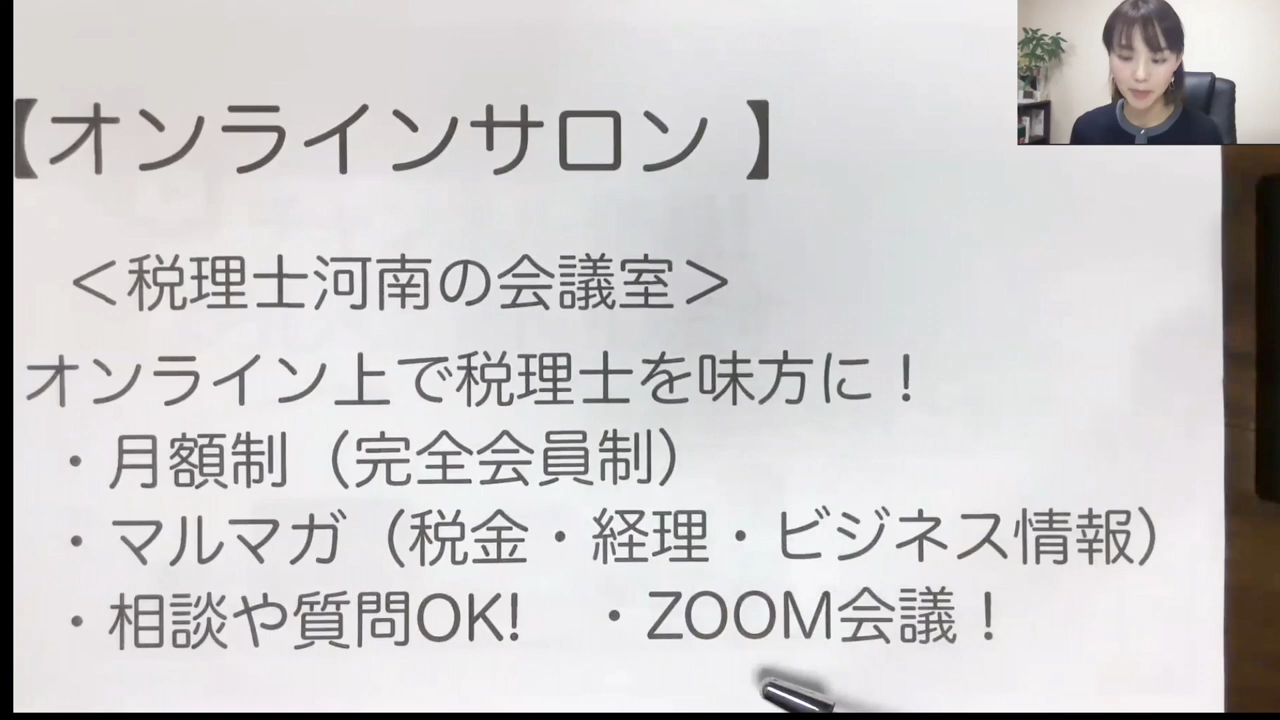 【オンラインサロン 】
＜税理士河南の会議室＞
オンライン上で税理士を味方に！
・月額制（完全会員制）
・マルマガ（税金・経理・ビジネス情報）
・相談や質問OK!　・ZOOM会議！